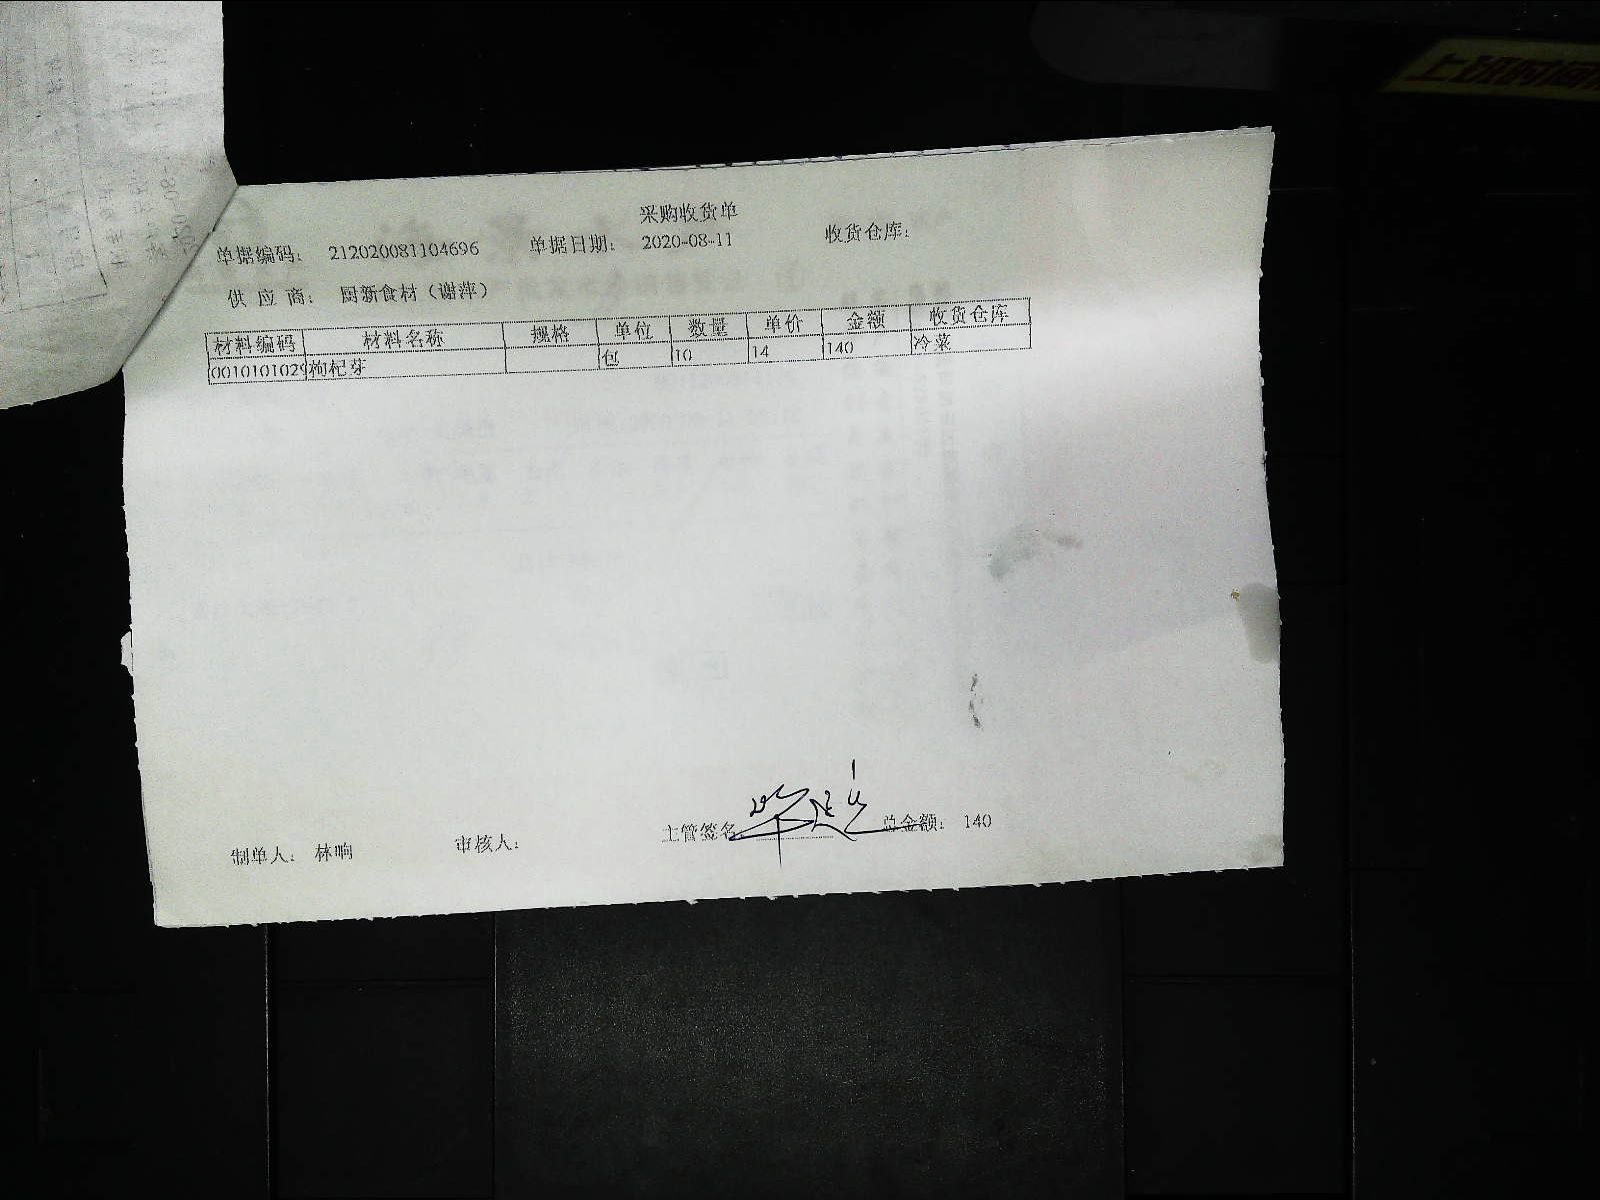 采购收货单
单据编码： 212020081104696 单据日期： 2020-08-11 收货仓库：
供 应 商： 厨新食材（谢萍）
材料编码 材料名称 规格 单位 数量 单价 金额 收货仓库
0010101029 枸杞芽 包 10 14 140 冷菜
制单人： 林响 审核人： 主管签名 总金额： 140